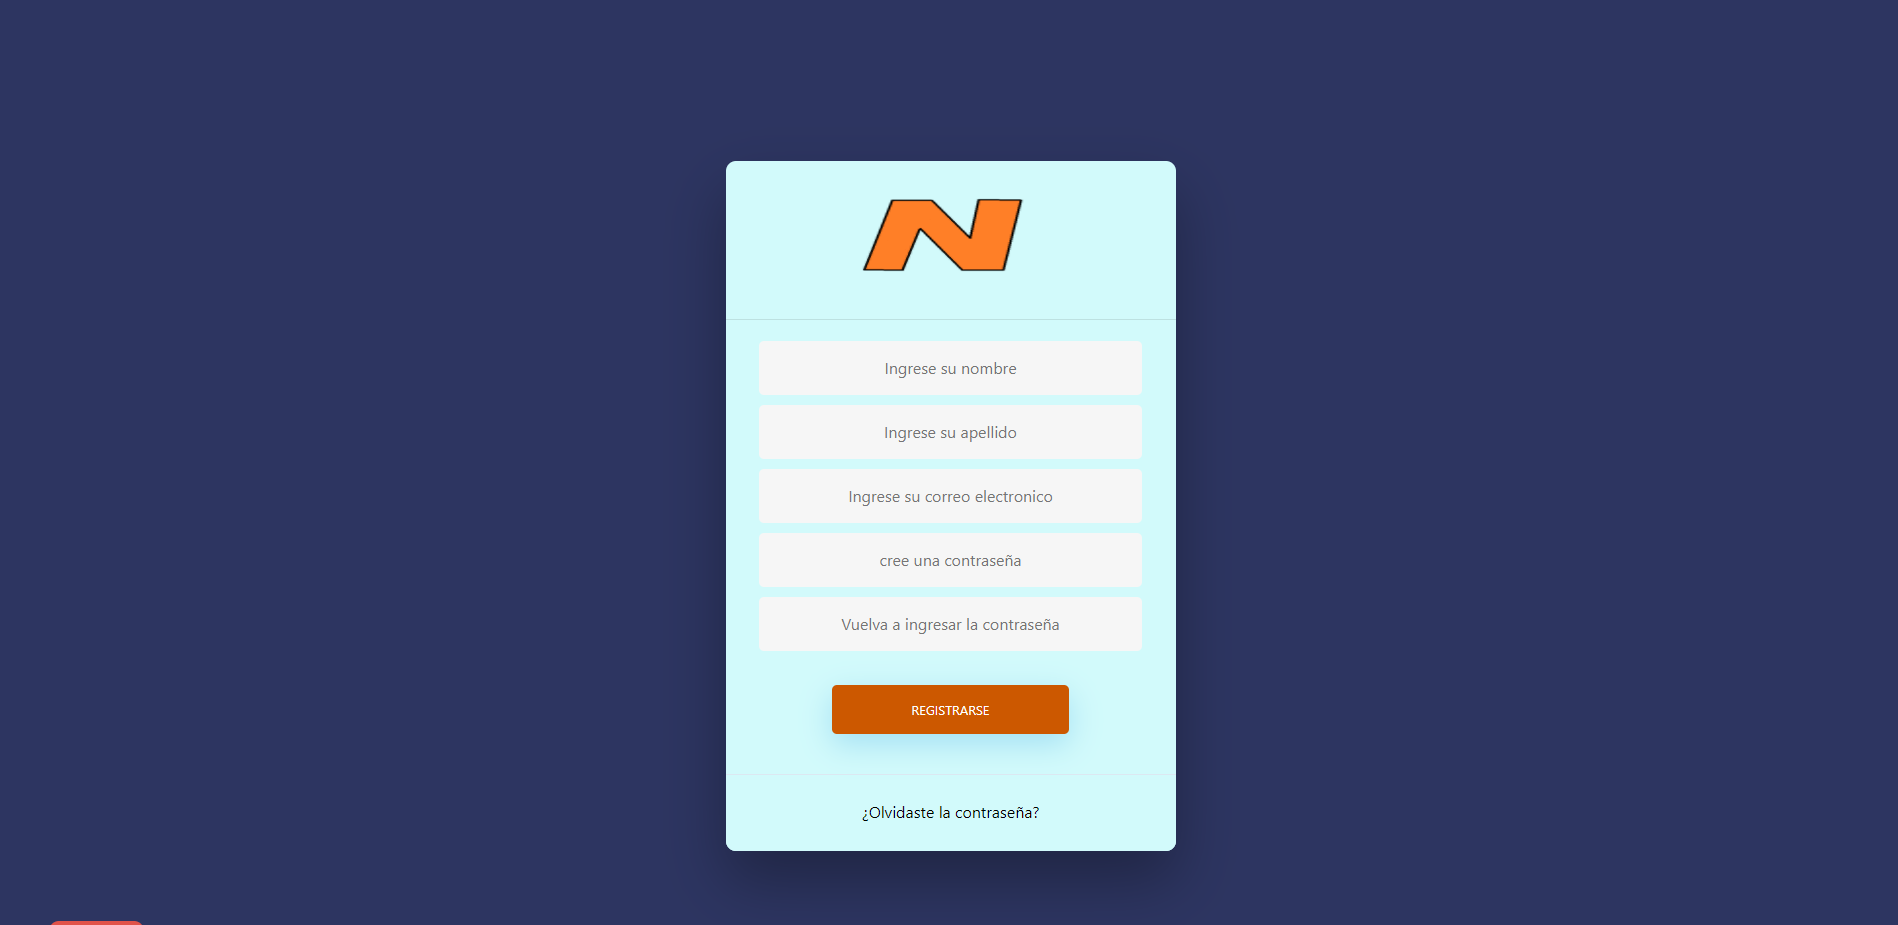 N
Ingrese su nombre
Ingrese su apellido
Ingrese su correo electronico
cree una contraseña
Vuelva a ingresar la contraseña
REGISTRARSE
¿Olvidaste la contraseña?